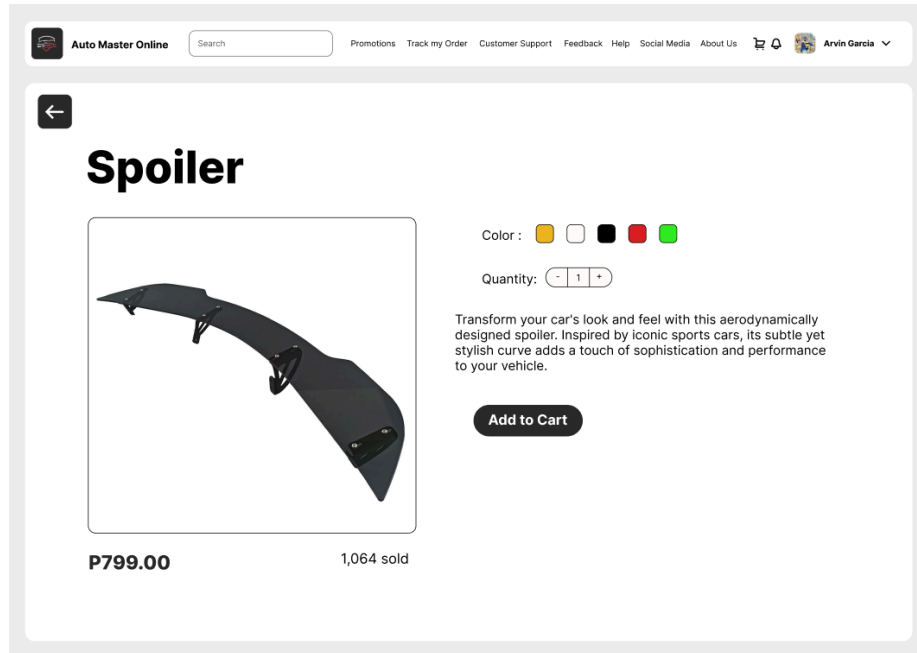 Auto Master Online
Search
Promotions Track my Order Customer Support Feedback Help Social Media About Us
Arvin Garcia
Spoiler
Color :
Quantity: - 1 +
Transform your car's look and feel with this aerodynamically
designed spoiler. Inspired by iconic sports cars, its subtle yet
stylish curve adds a touch of sophistication and performance
to your vehicle.
Add to Cart
P799.00
1,064 sold